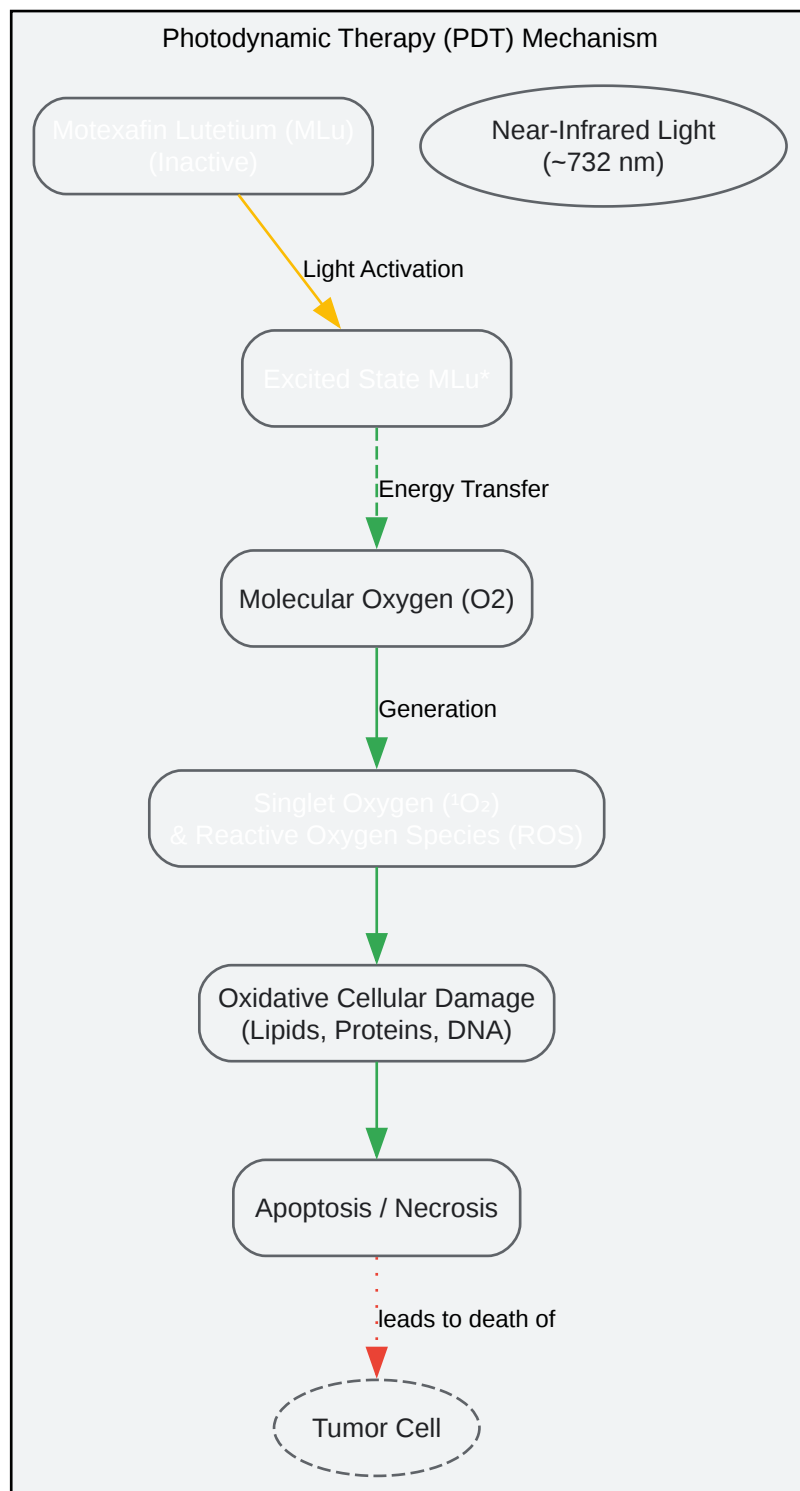 Photodynamic Therapy (PDT) Mechanism
Motexafin Lutetium (MLu)
(Inactive)
Near-Infrared Light
(~732 nm)
Light Activation
Excited State MLu*
Energy Transfer
Molecular Oxygen (O2)
Generation
Singlet Oxygen (¹O₂)
& Reactive Oxygen Species (ROS)
Oxidative Cellular Damage
(Lipids, Proteins, DNA)
Apoptosis / Necrosis
leads to death of
Tumor Cell